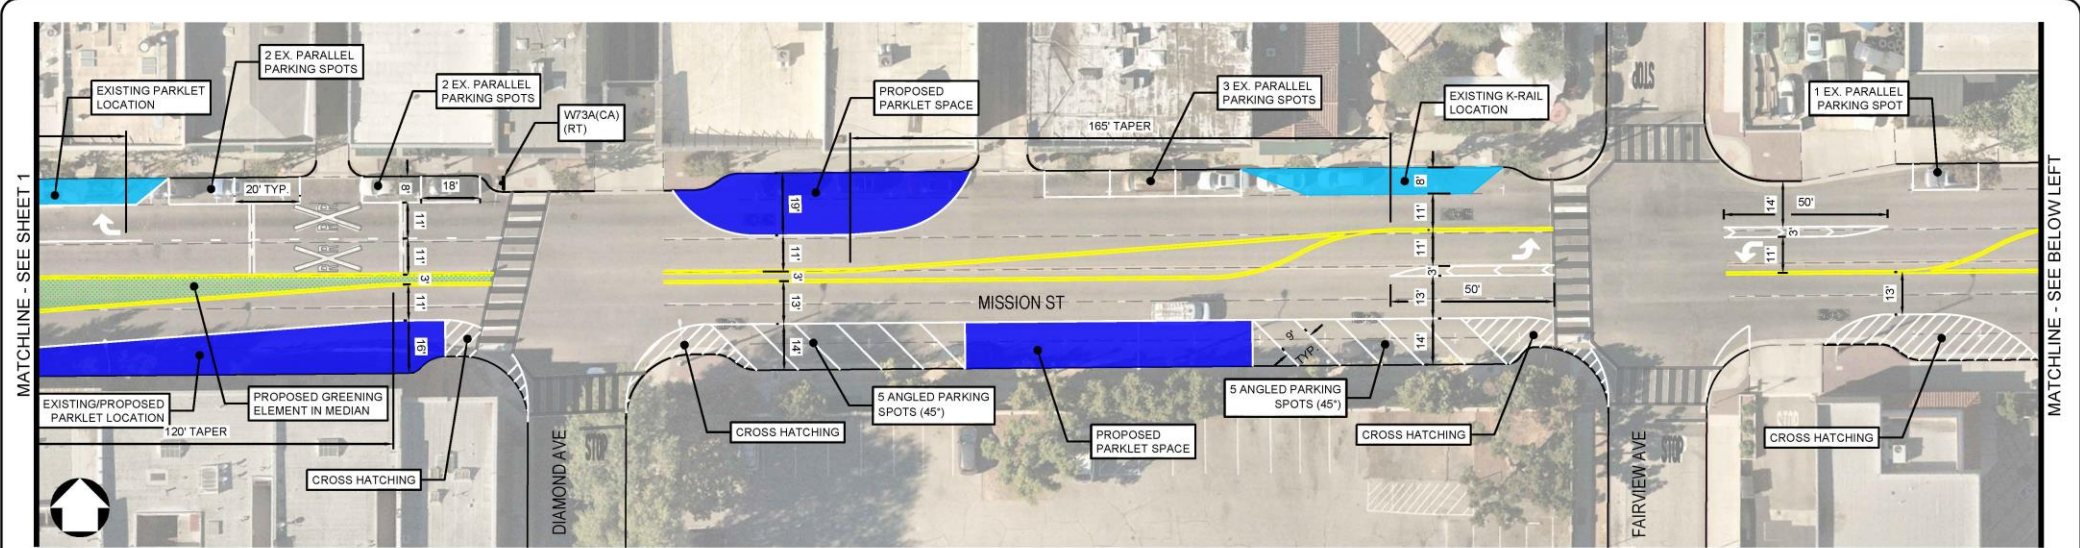 MATCHLINE - SEE SHEET 1
EXISTING PARKLET
LOCATION
2 EX. PARALLEL
PARKING SPOTS
2 EX. PARALLEL
PARKING SPOTS
W73A(CA)
(RT)
PROPOSED
PARKLET SPACE
165' TAPER
3 EX. PARALLEL
PARKING SPOTS
EXISTING K-RAIL
LOCATION
STOP
1 EX. PARALLEL
PARKING SPOT
MATCHLINE - SEE BELOW LEFT
20' TYP.
8'
18'
11'
11'
3'
11'
16'
19'
11'
3'
13'
14'
8'
11'
11'
3'
13'
14'
50'
14'
50'
3'
11'
13'
MISSION ST
9'
TYP.
EXISTING/PROPOSED
PARKLET LOCATION
PROPOSED GREENING
ELEMENT IN MEDIAN
120' TAPER
CROSS HATCHING
DIAMOND AVE
STOP
CROSS HATCHING
5 ANGLED PARKING
SPOTS (45°)
PROPOSED
PARKLET SPACE
5 ANGLED PARKING
SPOTS (45°)
CROSS HATCHING
FAIRVIEW AVE
STOP
STOP
CROSS HATCHING